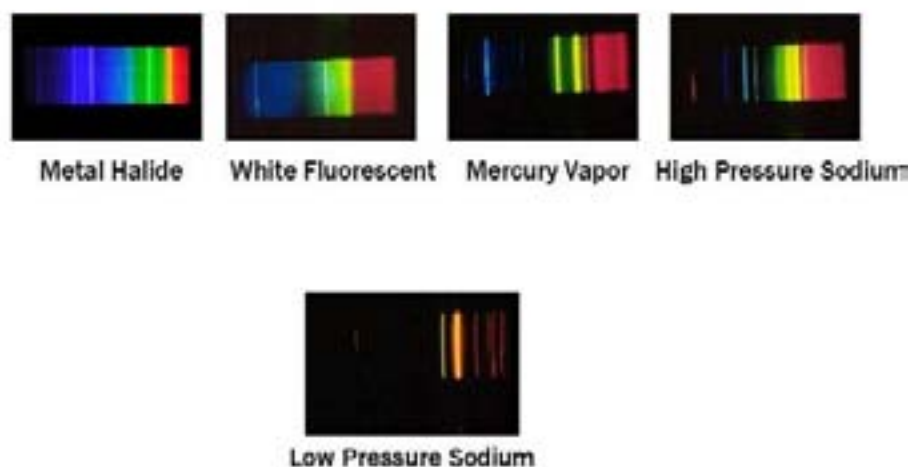 Metal Halide
White Fluorescent
Mercury Vapor
High Pressure Sodium
Low Pressure Sodium